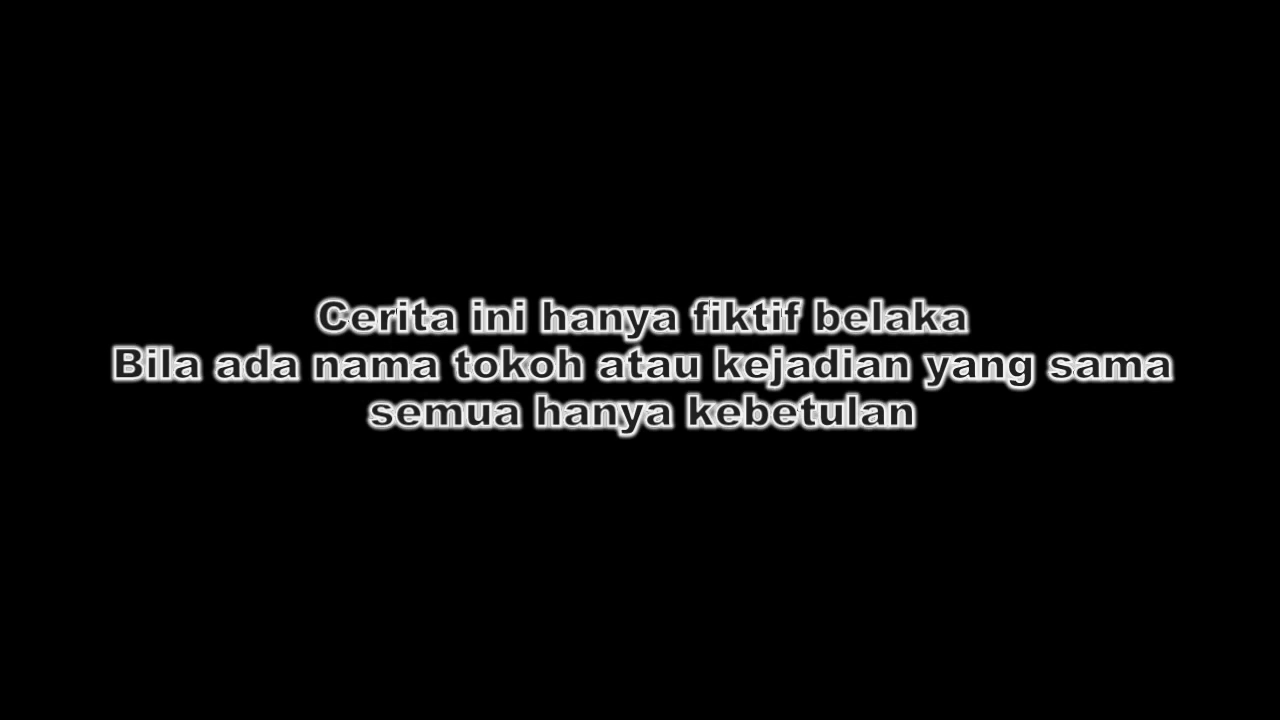 Cerita ini hanya fiktif belaka
Bila ada nama tokoh atau kejadian yang sama
semua hanya kebetulan